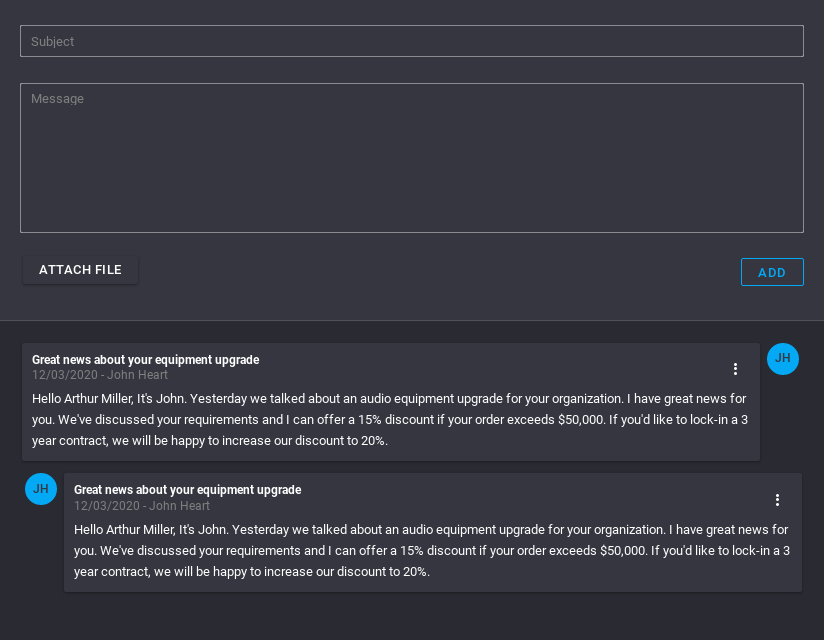 Subject
Message
ATTACH FILE
ADD
Great news about your equipment upgrade
12/03/2020 - John Heart
JH
Hello Arthur Miller, It's John. Yesterday we talked about an audio equipment upgrade for your organization. I have great news for
you. We've discussed your requirements and I can offer a 15% discount if your order exceeds $50,000. If you'd like to lock-in a 3
year contract, we will be happy to increase our discount to 20%.
JH
Great news about your equipment upgrade
12/03/2020 - John Heart
Hello Arthur Miller, It's John. Yesterday we talked about an audio equipment upgrade for your organization. I have great news for
you. We've discussed your requirements and I can offer a 15% discount if your order exceeds $50,000. If you'd like to lock-in a 3
year contract, we will be happy to increase our discount to 20%.